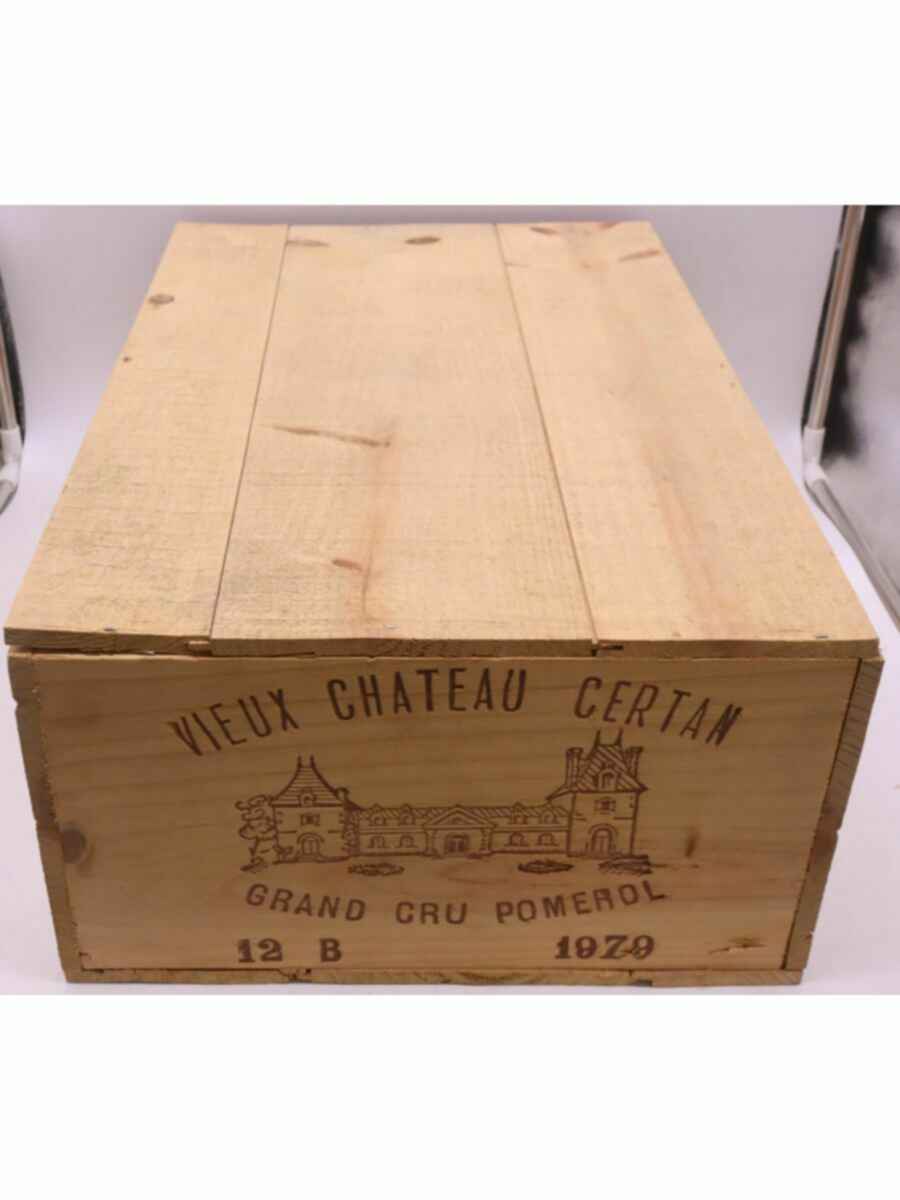 VIEUX CHATEAU CERTAN
GRAND CRU POMEROL
12 B 1979